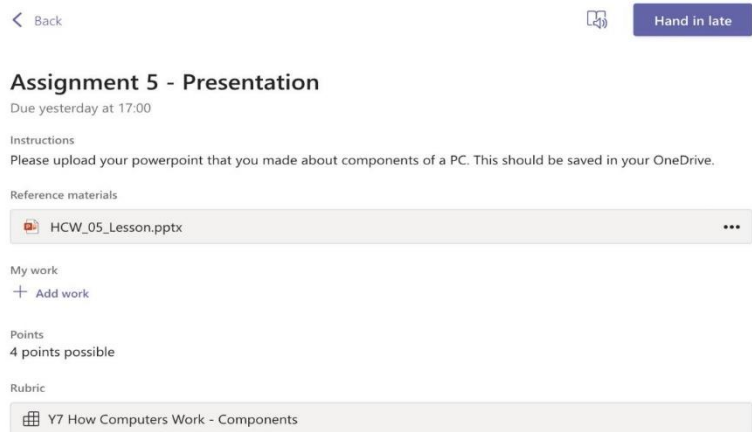 Back
Hand in late
Assignment 5 - Presentation
Due yesterday at 17:00
Instructions
Please upload your powerpoint that you made about components of a PC. This should be saved in your OneDrive.
Reference materials
HCW_05_Lesson.pptx
My work
+ Add work
Points
4 points possible
Rubric
Y7 How Computers Work - Components